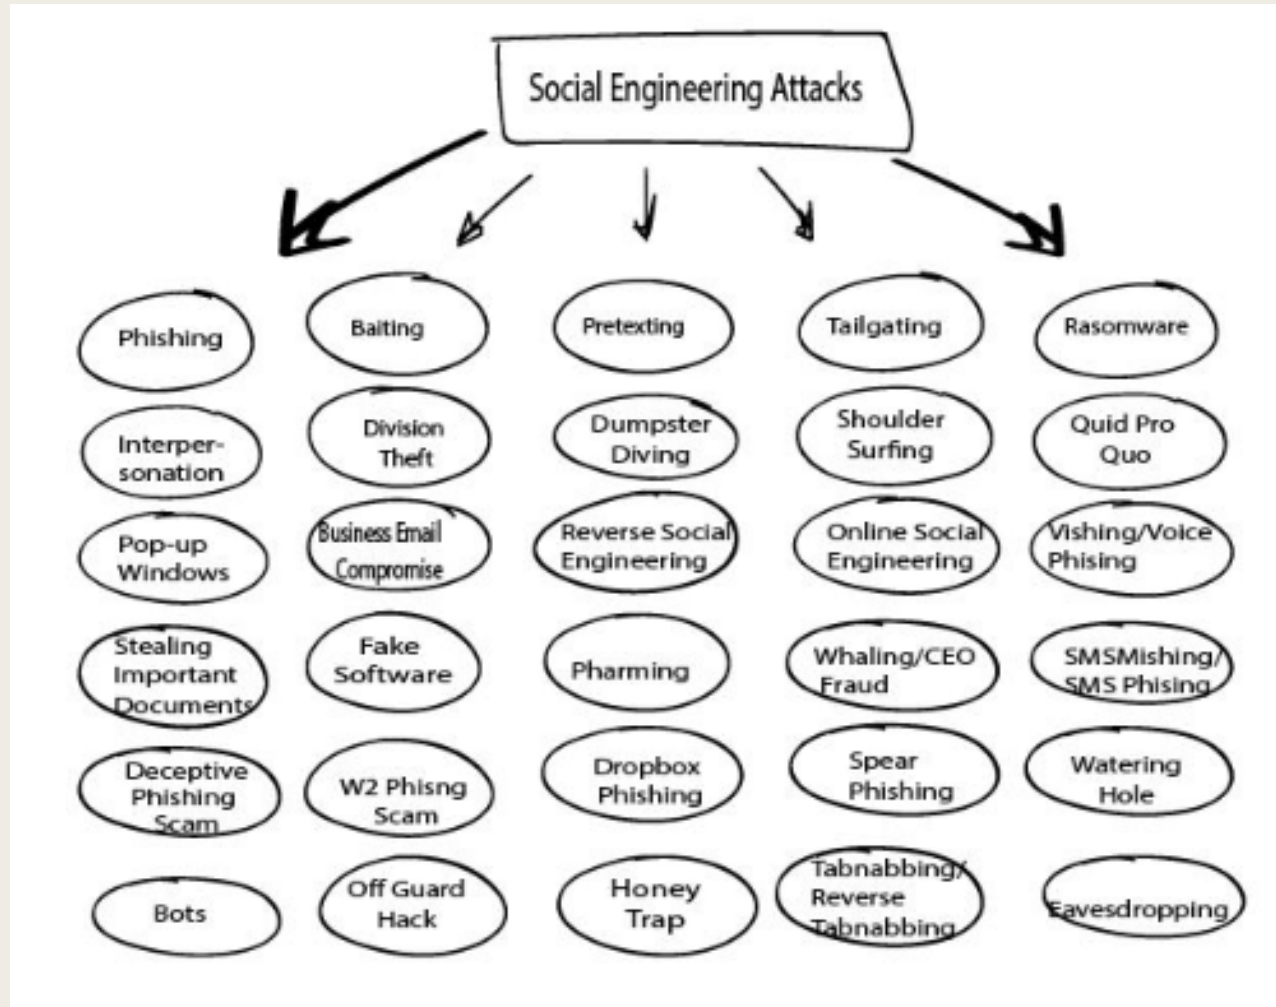 Social Engineering Attacks
Phishing
Baiting
Pretexting
Tailgating
Rasomware
Interper-
sonation
Division
Theft
Dumpster
Diving
Shoulder
Surfing
Quid Pro
Quo
Pop-up
Windows
Business Email
Compromise
Reverse Social
Engineering
Online Social
Engineering
Vishing/Voice
Phising
Stealing
Important
Documents
Fake
Software
Pharming
Whaling/CEO
Fraud
SMSMishing/
SMS Phising
Deceptive
Phishing
Scam
W2 Phisng
Scam
Dropbox
Phishing
Spear
Phishing
Watering
Hole
Bots
Off Guard
Hack
Honey
Trap
Tabnabbing/
Reverse
Tabnabbing
Eavesdropping